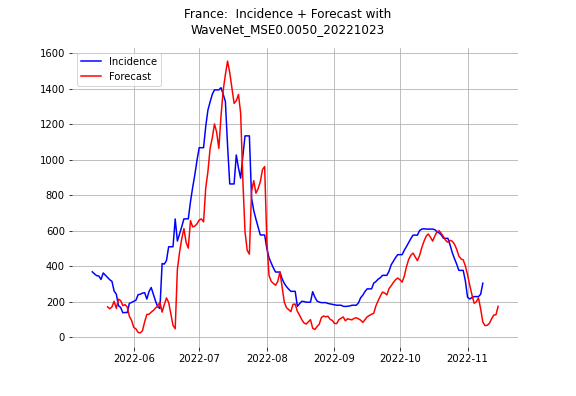 France:  Incidence + Forecast with
WaveNet_MSE0.0050_20221023
Incidence
Forecast
1600
1400
1200
1000
800
600
400
200
0
2022-06 2022-07 2022-08 2022-09 2022-10 2022-11